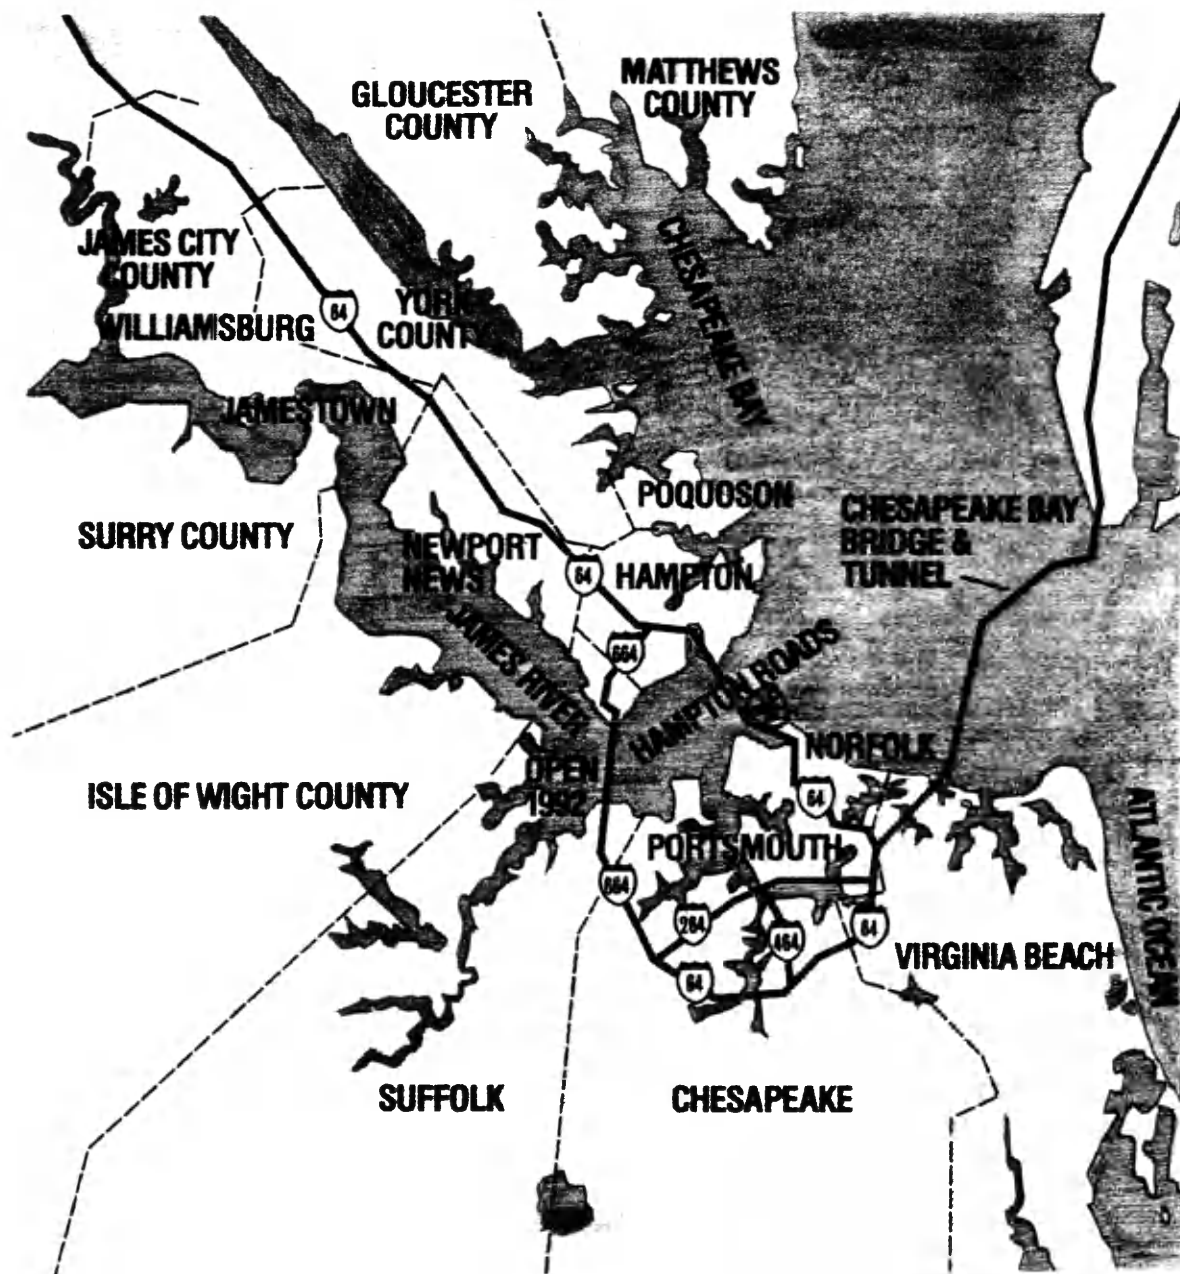 GLOUCESTER
COUNTY
MATTHEWS
COUNTY
JAMES CITY
COUNTY
CHESAPEAKE BAY
64
YORK
COUNTY
WILLIAMSBURG
JAMESTOWN
POQUOSON
CHESAPEAKE BAY
BRIDGE &
TUNNEL
SURRY COUNTY
NEWPORT
NEWS
64
HAMPTON
JAMES RIVER
664
HAMPTON ROADS
NORFOLK
OPEN
1992
ISLE OF WIGHT COUNTY
64
ATLANTIC OCEAN
PORTSMOUTH
664
264
464
64
VIRGINIA BEACH
64
SUFFOLK
CHESAPEAKE